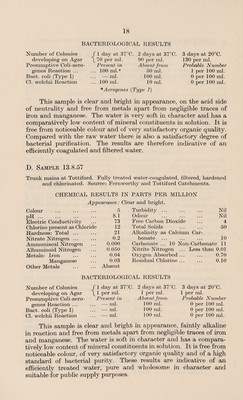 18
BACTERIOLOGICAL RESULTS
Number of Colonies { 1 day at 37°C. 2 days at 37°C. 3 days at 20°C.
developing on Agar 76 per ml. 90 per ml. 130 per ml.
Presumptive Coli-aero- Present in Absent from Probable Number
genes Reaction ... ... 100 ml.* 50 ml. 1 per 100 ml.
Bact. coli (Type I) ... — ml. 100 ml. 0 per 100 ml.
Cl. welchii Reaction ... 100 ml. 10 ml. 0 per 100 ml.
*Aerogenes (Type I)
This sample is clear and bright in appearance, on the acid side
of neutrality and free from metals apart from negligible traces of
iron and manganese. The water is very soft in character and has a
comparatively low content of mineral constituents in solution. It is
free from noticeable colour and of very satisfactory organic quality.
Compared with the raw water there is also a satisfactory degree of
bacterial purification. The results are therefore indicative of an
efficiently coagulated and filtered water.
D. Sample 13.8.57
Trunk mains at Tottiford. Fully treated water-coagulated, filtered, hardened
and chlorinated. Source: Fernworthy and Tottiford Catchments.
CHEMICAL RESULTS IN PARTS PER MIL
Appearance: Clear and bright.
Colour ... ... ... 5 Turbidity ... ... Nil
pH ... ... ... 8.1 Odour ... ... Nil
Electric Conductivity ... 73 Free Carbon Dioxide ... 4
Chlorine present as Chloride 12 Total Solids ... 50
Hardness: Total ... 21 Alkalinity as Calcium Car-
Nitrate Nitrogen ... 0.2 bonate ... ... 10
Ammoniacal Nitrogen ... 0.000 Carbonate ... 10 Non-Carbonate 11
Albuminoid Nitrogen ... 0.050 Nitrite Nitrogen ... Less than 0.01
Metals: Iron ... 0.04 Oxygen Absorbed ... 0.70
Manganese ... 0.03 Residual Chlorine ... 0.10
Other Metals ... Absent
BACTERIOLOGICAL RESULTS
Number of Colonies { 1 day at 37°C. 2 days at 37°C. 3 days at 20°C.
developing on Agar 1 per ml. 1 per ml. 1 per ml.
Presumptive Coli-aero- Present in Absent from Probable Number
genes Reaction ... ... — ml. 100 ml. 0 per 100 ml.
Bact. coli (Type I) ... — ml. 100 ml. 0 per 100 ml.
Cl. welchii Reaction ... — ml. 100 ml. 0 per 100 ml.
This sample is clear and bright in appearance, faintly alkaline
in reaction and free from metals apart from negligible traces of iron
and manganese. The water is soft in character and has a compara-
tively low content of mineral constituents in solution. It is free from
noticeable colour, of very satisfactory organic quality and of a high
standard of bacterial purity. These results are indicative of an
efficiently treated water, pure and wholesome in character and
suitable for public supply purposes.